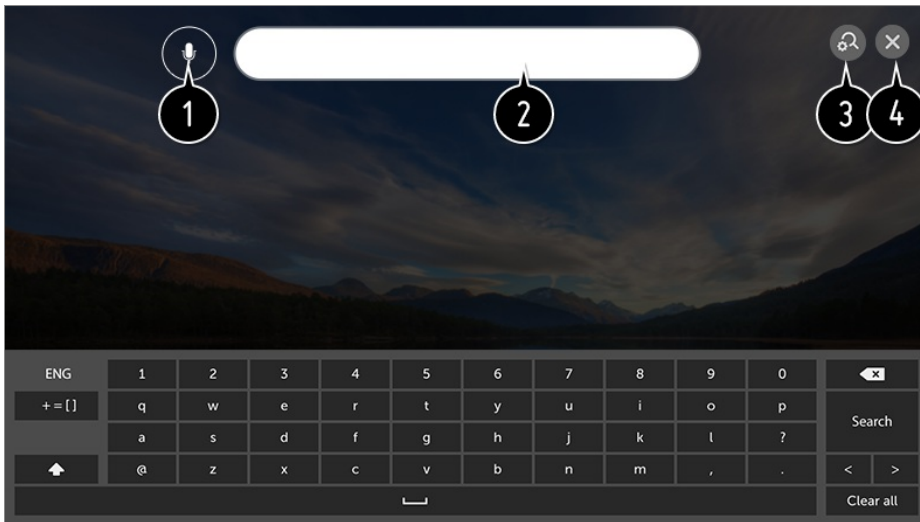 1 2 3 4
ENG 1 2 3 4 5 6 7 8 9 0
+=[] q w e r t y u i o p
Search
a s d f g h j k l ?
@ z x c v b n m , . < >
Clear all